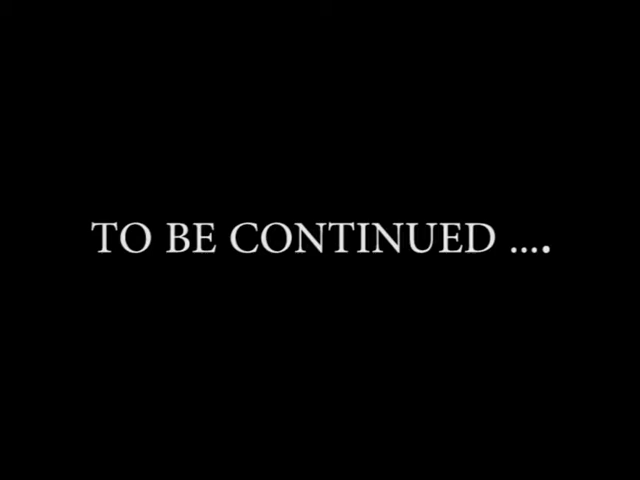 TO BE CONTINUED ....